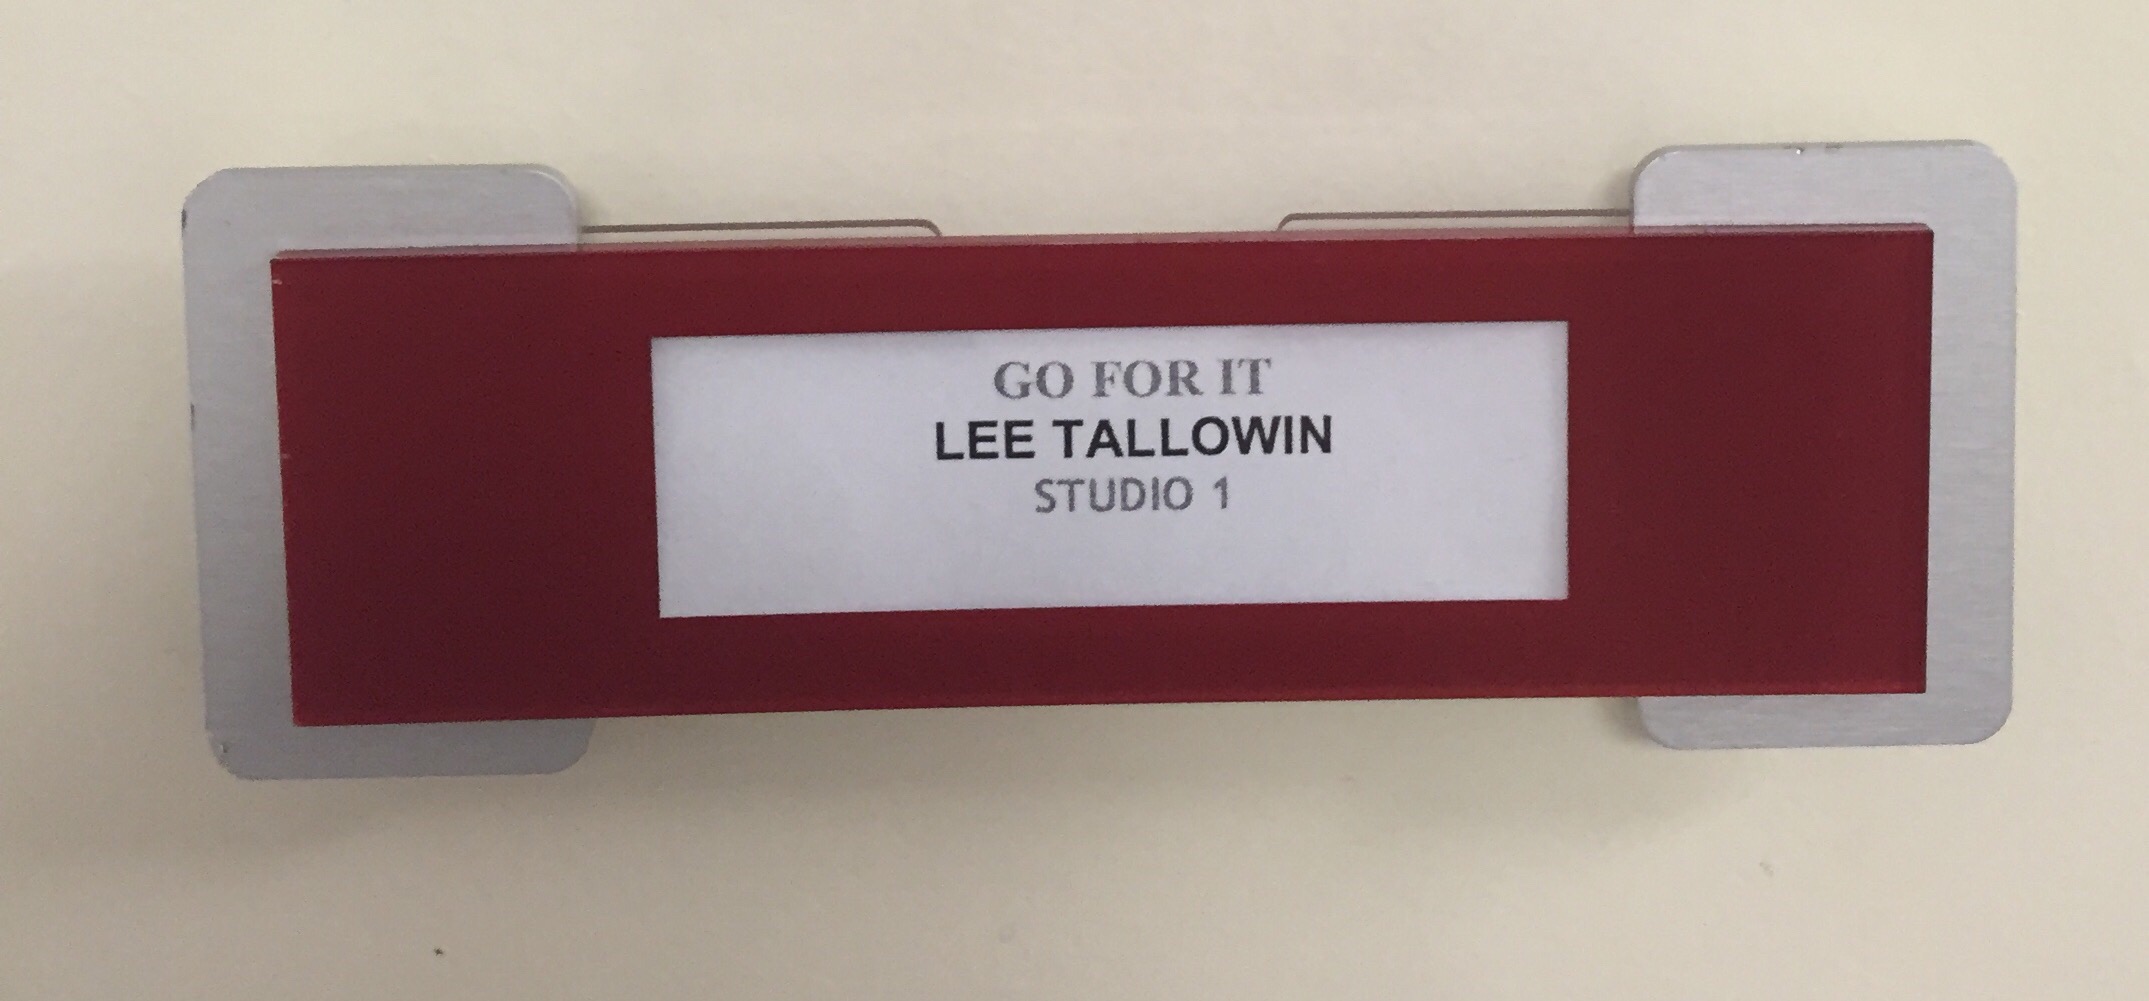 GO FOR IT
LEE TALLOWIN
STUDIO 1